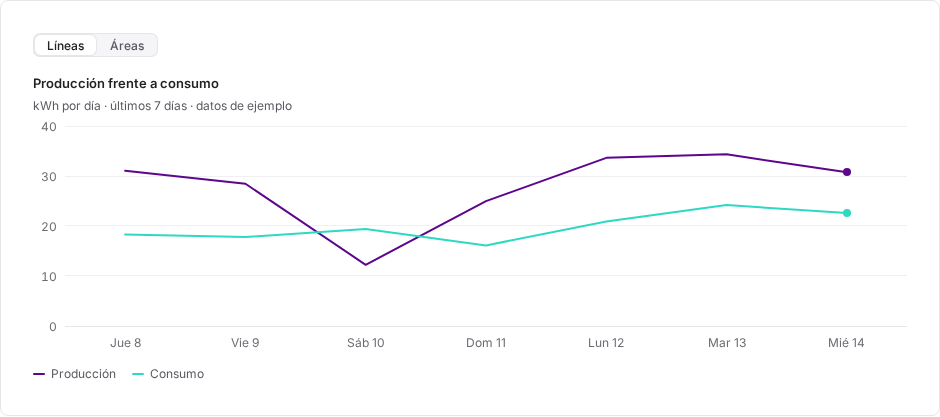 Líneas Áreas
Producción frente a consumo
kWh por día · últimos 7 días · datos de ejemplo
40
30
20
10
0
Jue 8 Vie 9 Sáb 10 Dom 11 Lun 12 Mar 13 Mié 14
Producción Consumo